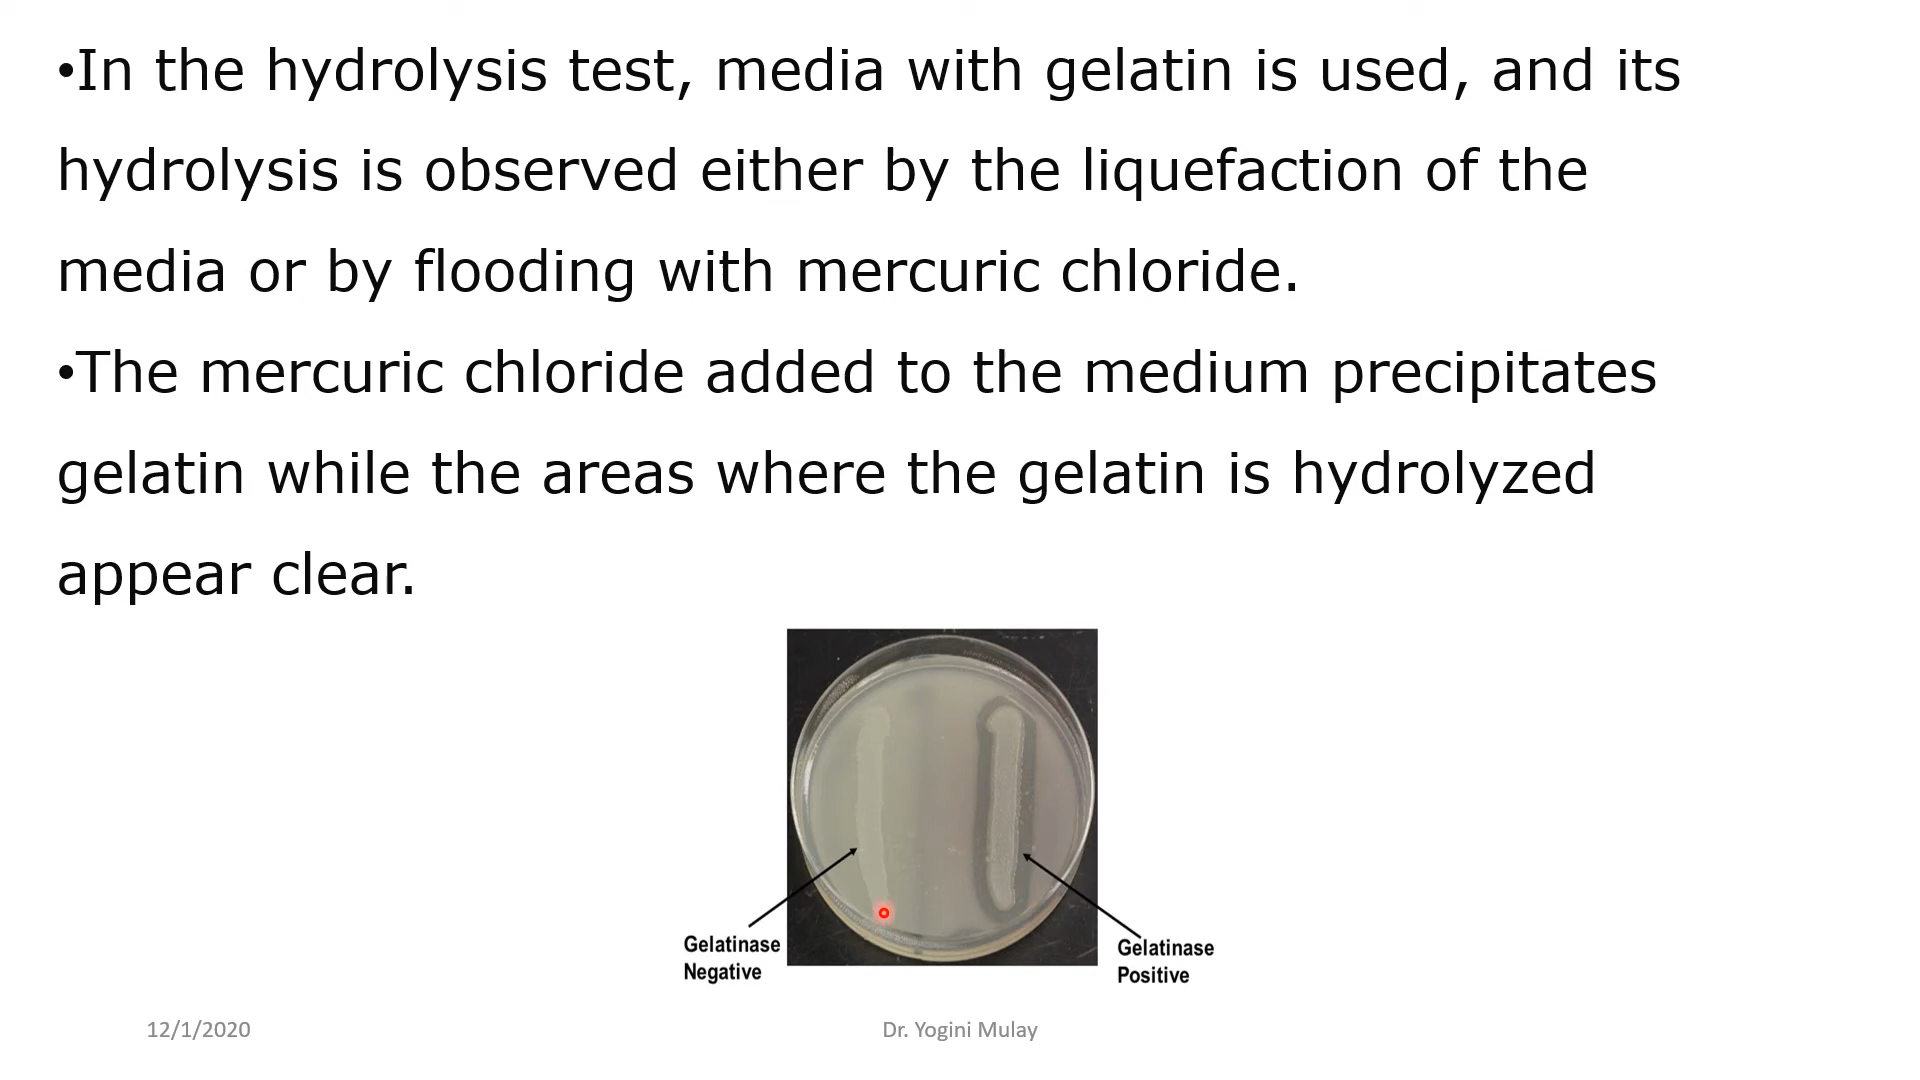 •In the hydrolysis test, media with gelatin is used, and its
hydrolysis is observed either by the liquefaction of the
media or by flooding with mercuric chloride.
•The mercuric chloride added to the medium precipitates
gelatin while the areas where the gelatin is hydrolyzed
appear clear.
Gelatinase
Negative
Gelatinase
Positive
12/1/2020
Dr. Yogini Mulay